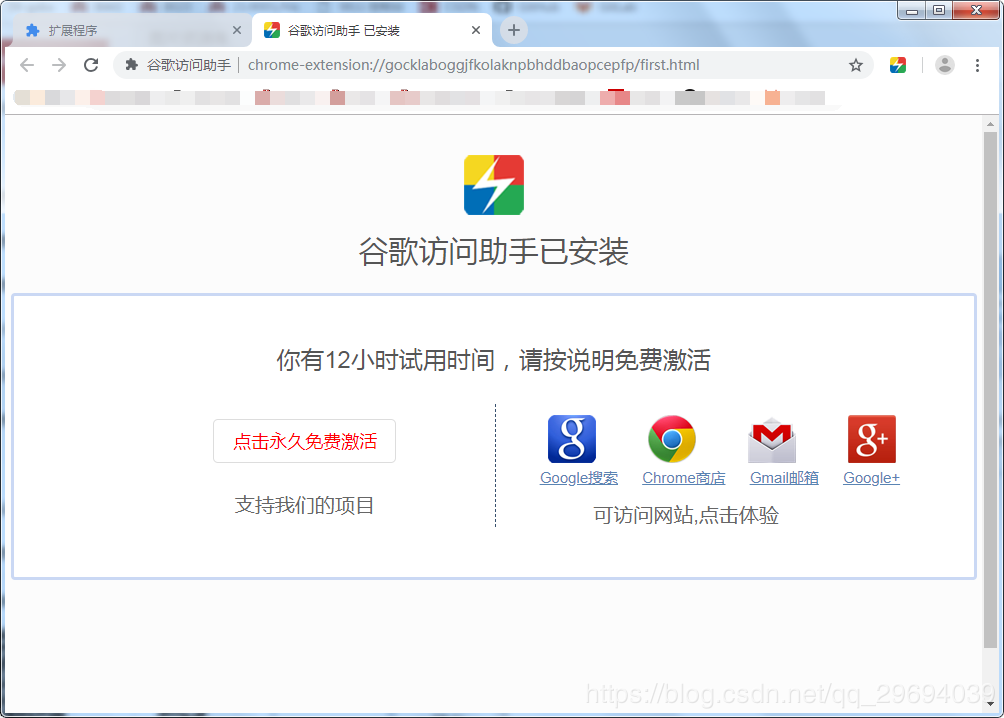 扩展程序
谷歌访问助手 已安装
谷歌访问助手 | chrome-extension://gocklaboggjfkolaknpbhddbaopcepfp/first.html
谷歌访问助手已安装
你有12小时试用时间，请按说明免费激活
点击永久免费激活
支持我们的项目
Google搜索
Chrome商店
Gmail邮箱
Google+
可访问网站,点击体验
https://blog.csdn.net/qq_29694039